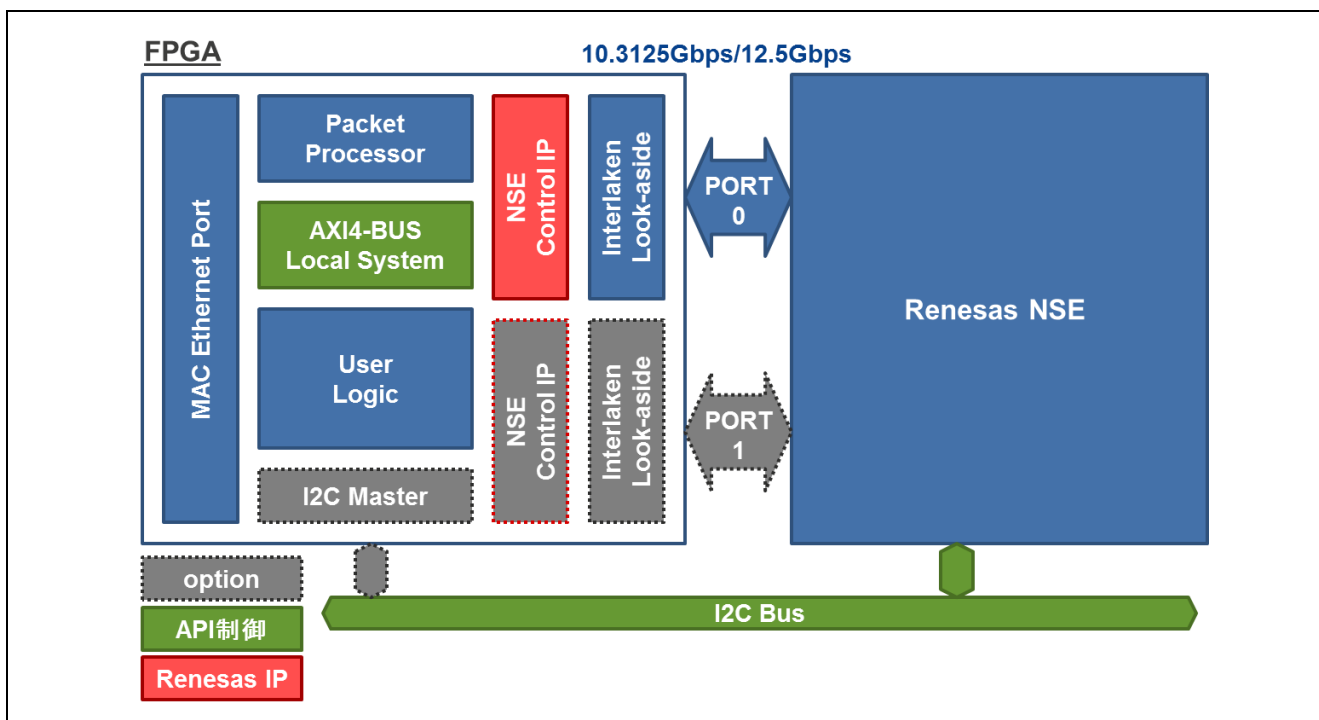 FPGA
10.3125Gbps/12.5Gbps
MAC Ethernet Port
Packet
Processor
AXI4-BUS
Local System
User
Logic
I2C Master
NSE
Control IP
Interlaken
Look-aside
NSE
Control IP
Interlaken
Look-aside
PORT
0
PORT
1
Renesas NSE
option
API制御
Renesas IP
I2C Bus